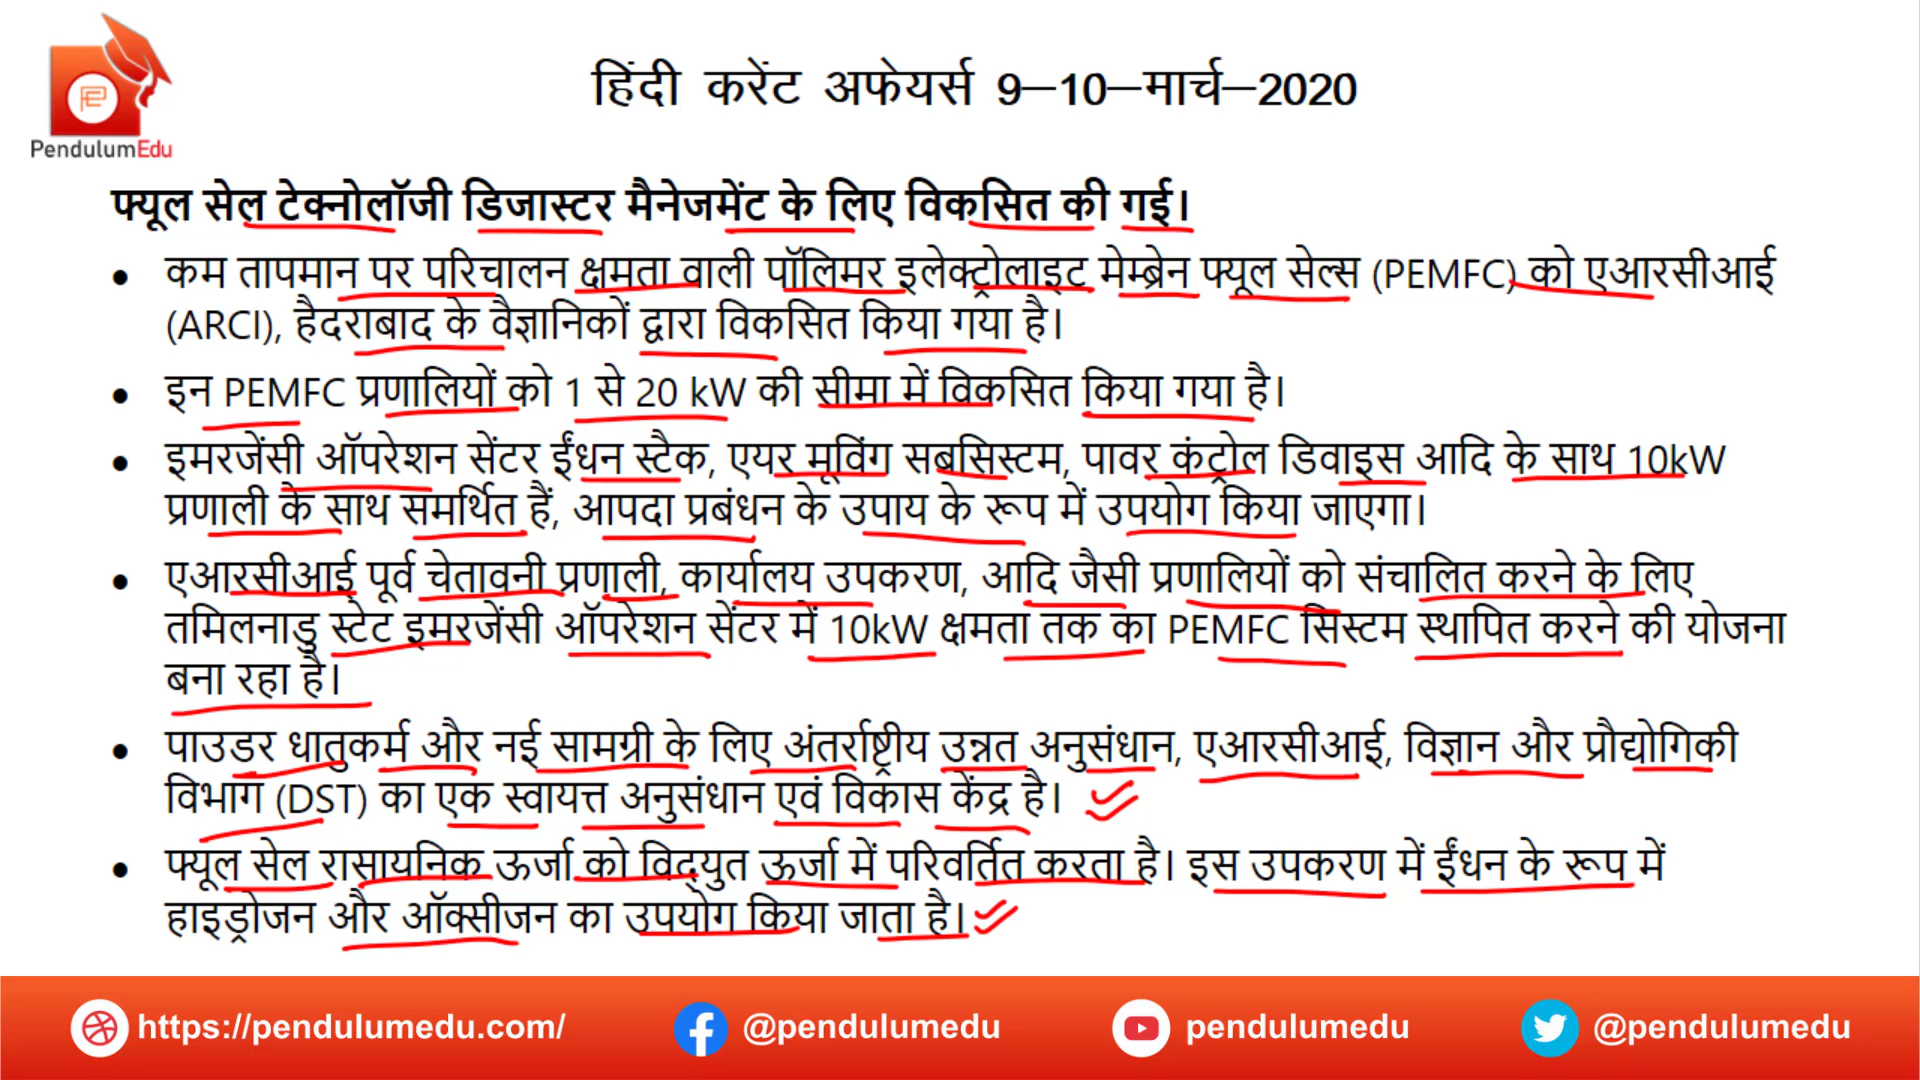 PendulumEdu
हिंदी करेंट अफेयर्स 9–10–मार्च–2020
फ्यूल सेल टेक्नोलॉजी डिजास्टर मैनेजमेंट के लिए विकसित की गई।
• कम तापमान पर परिचालन क्षमता वाली पॉलिमर इलेक्ट्रोलाइट मेम्ब्रेन फ्यूल सेल्स (PEMFC) को एआरसीआई
(ARCI), हैदराबाद के वैज्ञानिकों द्वारा विकसित किया गया है।
• इन PEMFC प्रणालियों को 1 से 20 kW की सीमा में विकसित किया गया है।
• इमरजेंसी ऑपरेशन सेंटर ईंधन स्टैक, एयर मूविंग सबसिस्टम, पावर कंट्रोल डिवाइस आदि के साथ 10kW
प्रणाली के साथ समर्थित हैं, आपदा प्रबंधन के उपाय के रूप में उपयोग किया जाएगा।
• एआरसीआई पूर्व चेतावनी प्रणाली, कार्यालय उपकरण, आदि जैसी प्रणालियों को संचालित करने के लिए
तमिलनाडु स्टेट इमरजेंसी ऑपरेशन सेंटर में 10kW क्षमता तक का PEMFC सिस्टम स्थापित करने की योजना
बना रहा है।
• पाउडर धातुकर्म और नई सामग्री के लिए अंतर्राष्ट्रीय उन्नत अनुसंधान, एआरसीआई, विज्ञान और प्रौद्योगिकी
विभाग (DST) का एक स्वायत्त अनुसंधान एवं विकास केंद्र है।
• फ्यूल सेल रासायनिक ऊर्जा को विद्युत ऊर्जा में परिवर्तित करता है। इस उपकरण में ईंधन के रूप में
हाइड्रोजन और ऑक्सीजन का उपयोग किया जाता है।
https://pendulumedu.com/ @pendulumedu pendulumedu @pendulumedu